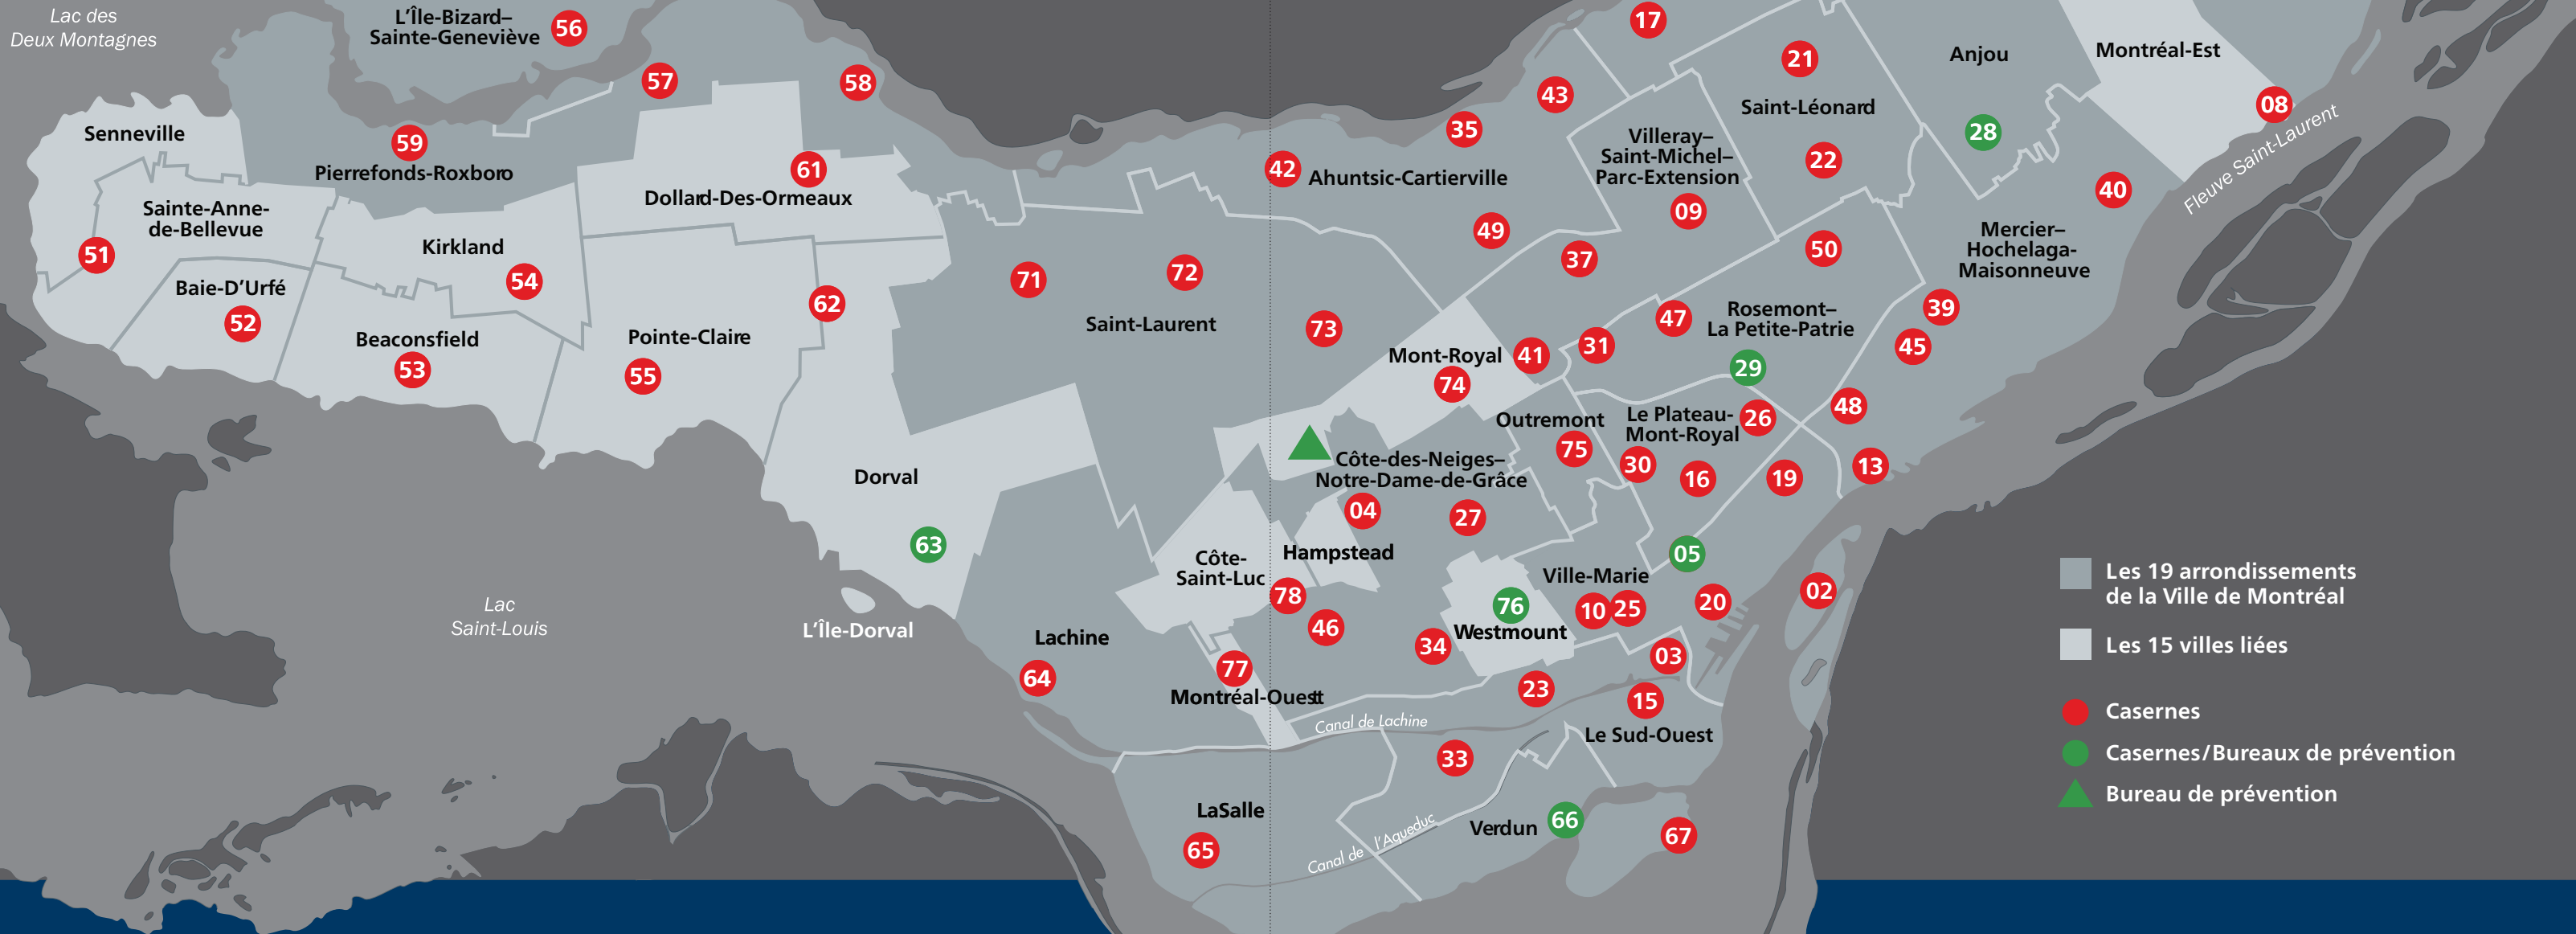 Lac des
Deux Montagnes
L'Île-Bizard–
Sainte-Geneviève
56
57
58
17
43
21
Anjou
Montréal-Est
08
Senneville
59
Pierrefonds-Roxboro
61
Dollard-Des-Ormeaux
35
42
Ahuntsic-Cartierville
Saint-Léonard
22
28
Villeray–
Saint-Michel–
Parc-Extension
09
Fleuve Saint-Laurent
40
Sainte-Anne-
de-Bellevue
51
Kirkland
54
Baie-D'Urfé
52
Beaconsfield
53
Pointe-Claire
55
62
71
72
Saint-Laurent
73
49
37
50
Mercier–
Hochelaga-
Maisonneuve
39
45
47
Rosemont–
La Petite-Patrie
29
31
41
Mont-Royal
74
Outremont
75
Le Plateau-
Mont-Royal
26
48
30
16
19
13
Dorval
63
Côte-des-Neiges–
Notre-Dame-de-Grâce
04
27
Côte-
Saint-Luc
Hampstead
78
46
05
Ville-Marie
10
25
20
02
76
Westmount
34
03
Lac
Saint-Louis
L'Île-Dorval
Lachine
64
77
Montréal-Ouest
23
15
Canal de Lachine
Le Sud-Ouest
33
LaSalle
65
Canal de l'Aqueduc
Verdun
66
67
Les 19 arrondissements
de la Ville de Montréal
Les 15 villes liées
Casernes
Casernes/Bureaux de prévention
Bureau de prévention